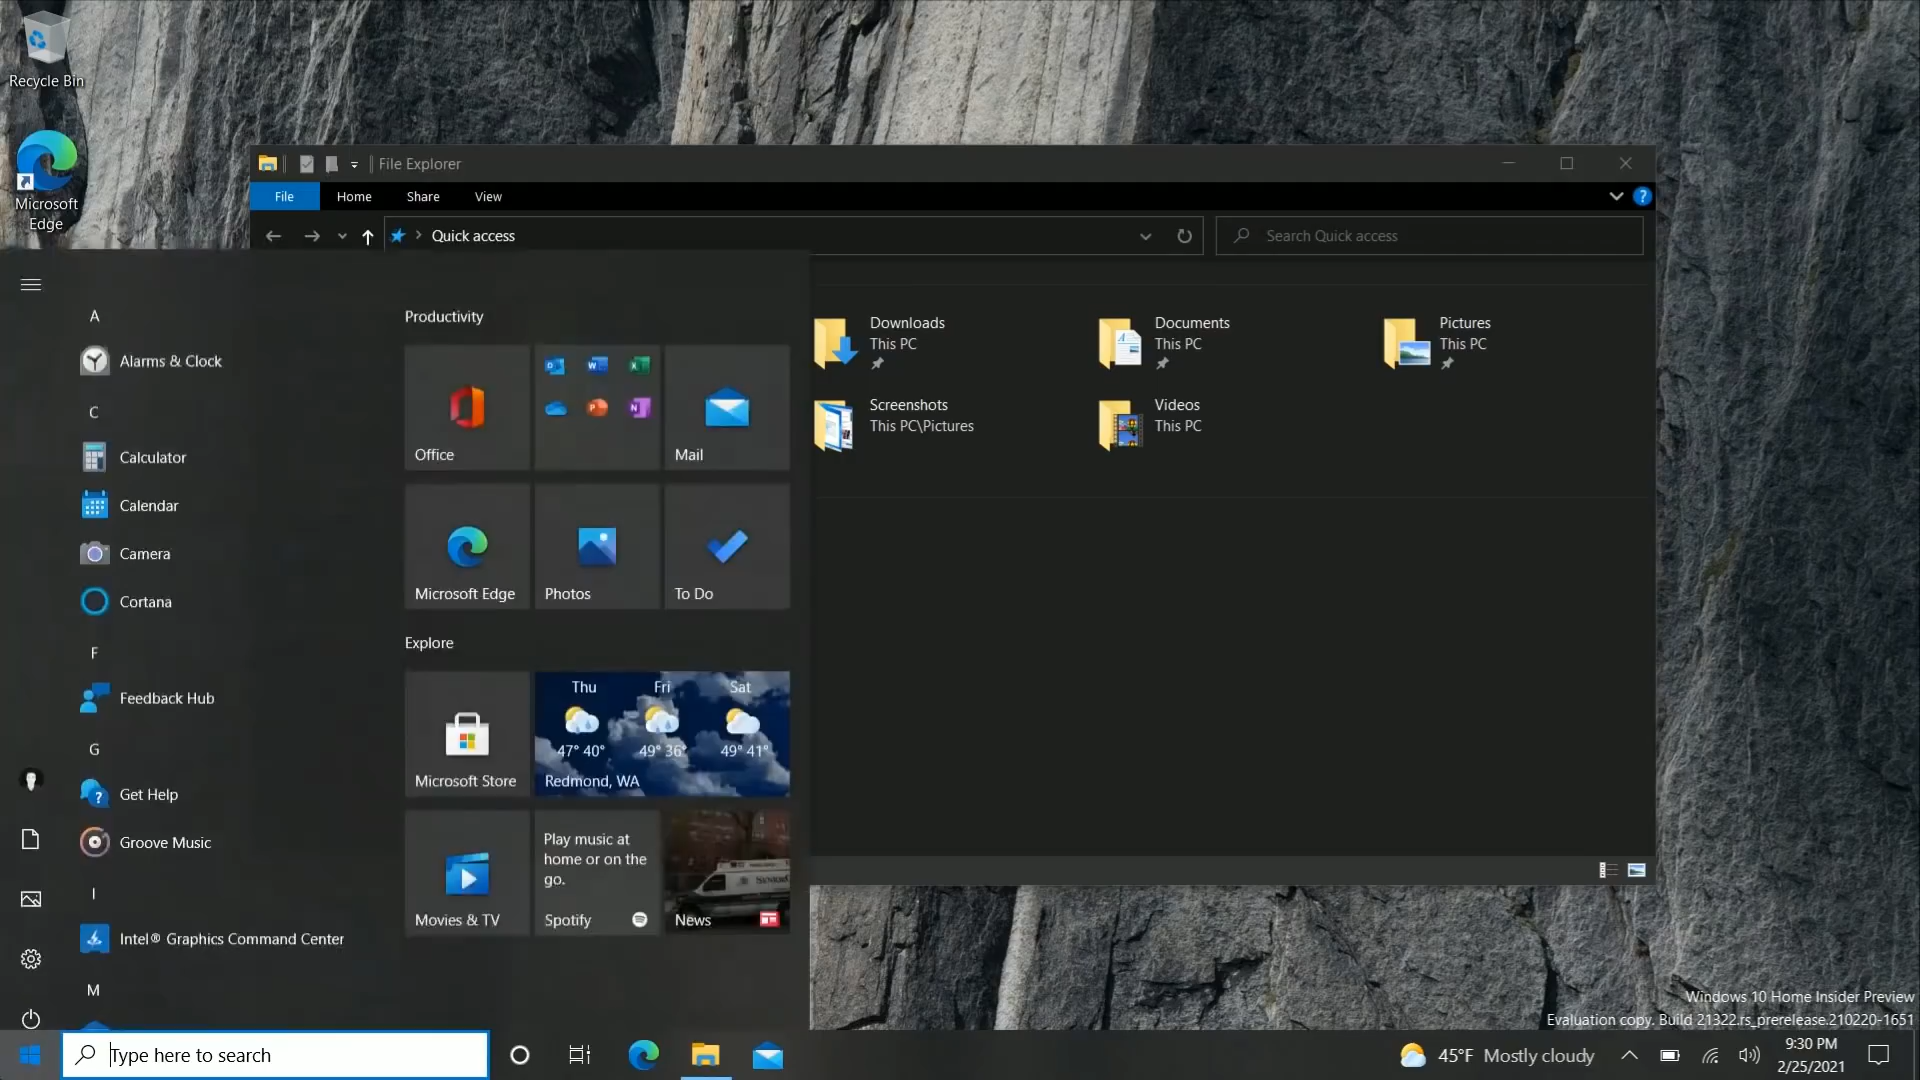 Recycle Bin
Microsoft
Edge
File Explorer
File
Home
Share
View
?
Quick access
Search Quick access
Downloads
This PC
Documents
This PC
Pictures
This PC
Screenshots
This PC\Pictures
Videos
This PC
A
Alarms & Clock
C
Calculator
Calendar
Camera
Cortana
F
Feedback Hub
G
Get Help
Groove Music
I
Intel® Graphics Command Center
M
Productivity
Office
Mail
Microsoft Edge
Photos
To Do
Explore
Microsoft Store
Thu Fri Sat
47° 40° 49° 36° 49° 41°
Redmond, WA
Movies & TV
Play music at
home or on the
go.
Spotify
News
Windows 10 Home Insider Preview
Evaluation copy. Build 21322.rs_prerelease.210220-1651
Type here to search
45°F Mostly cloudy
9:30 PM
2/25/2021